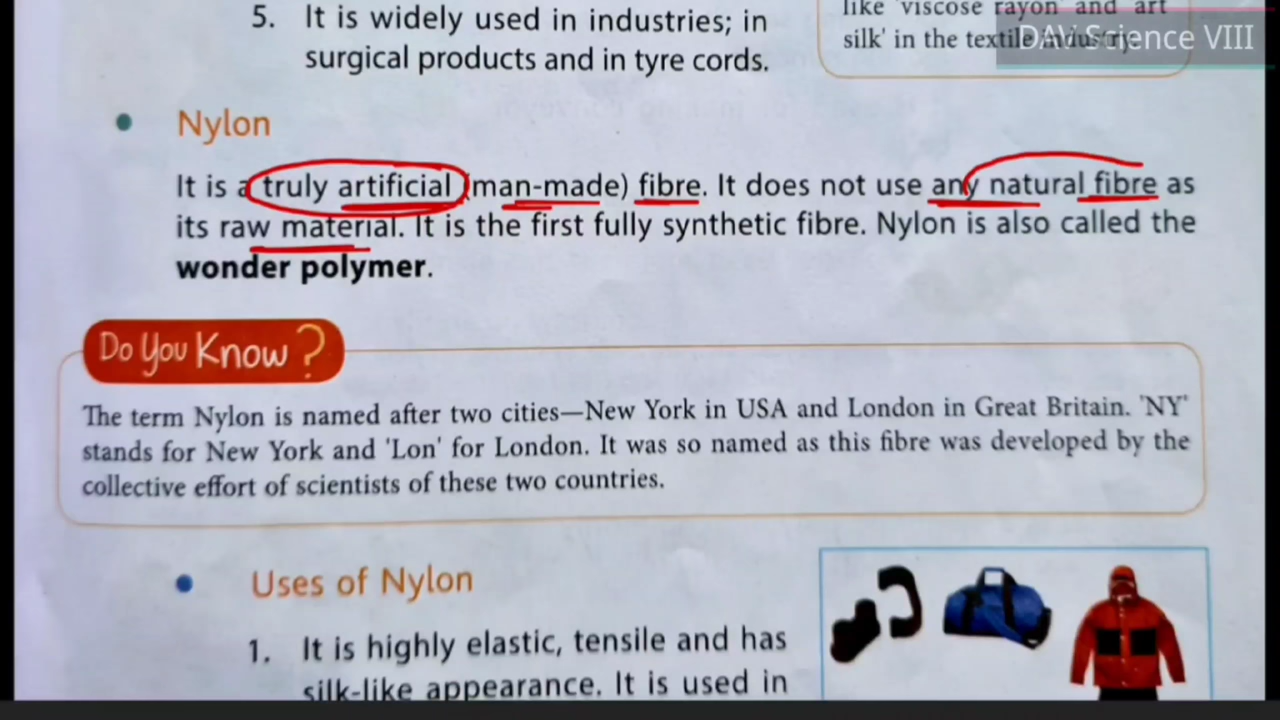 5. It is widely used in industries; in
surgical products and in tyre cords.
like 'viscose rayon' and 'art
silk' in the textile industry.
DAV Science VIII
• Nylon
It is a truly artificial (man-made) fibre. It does not use any natural fibre as
its raw material. It is the first fully synthetic fibre. Nylon is also called the
wonder polymer.
Do You Know?
The term Nylon is named after two cities—New York in USA and London in Great Britain. 'NY'
stands for New York and 'Lon' for London. It was so named as this fibre was developed by the
collective effort of scientists of these two countries.
• Uses of Nylon
1. It is highly elastic, tensile and has
silk-like appearance. It is used in